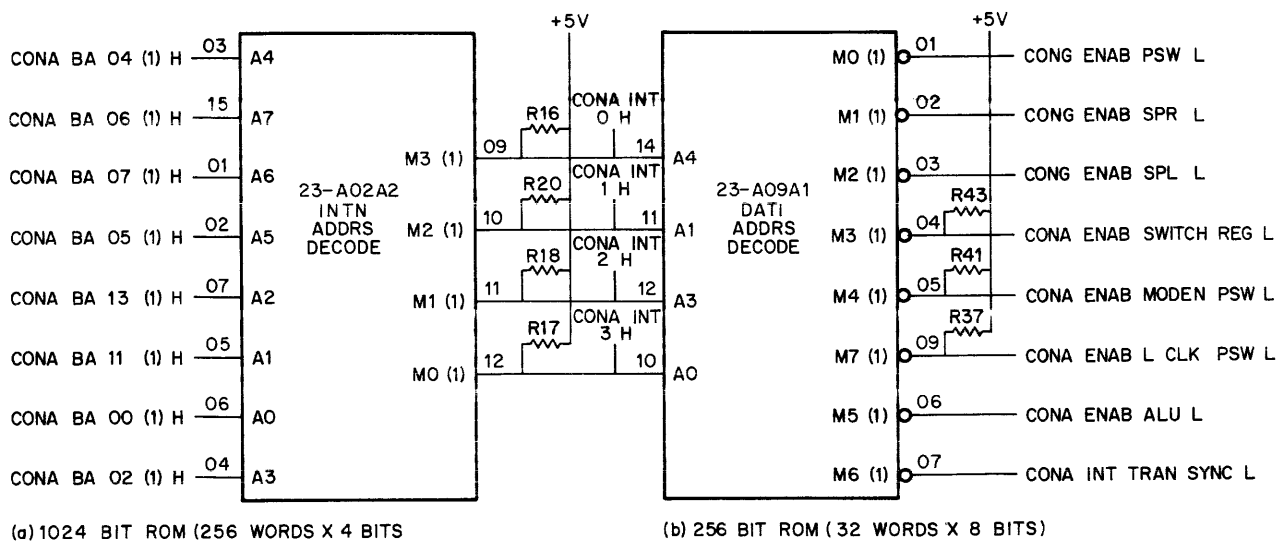 +5V
+5V
CONA BA 04 (1) H 03 A4
CONA BA 06 (1) H 15 A7
CONA BA 07 (1) H 01 A6
CONA BA 05 (1) H 02 A5
CONA BA 13 (1) H 07 A2
CONA BA 11 (1) H 05 A1
CONA BA 00 (1) H 06 A0
CONA BA 02 (1) H 04 A3
23-A02A2
INTN
ADDRS
DECODE
M3 (1) 09 R16 CONA INT
0 H
14 A4
M2 (1) 10 R20 CONA INT
1 H
11 A1
M1 (1) 11 R18 CONA INT
2 H
12 A3
M0 (1) 12 R17 CONA INT
3 H
10 A0
23-A09A1
DATI
ADDRS
DECODE
M0 (1) 01 CONG ENAB PSW L
M1 (1) 02 CONG ENAB SPR L
M2 (1) 03 CONG ENAB SPL L
R43
M3 (1) 04 CONA ENAB SWITCH REG L
R41
M4 (1) 05 CONA ENAB MODEN PSW L
R37
M7 (1) 09 CONA ENAB L CLK PSW L
M5 (1) 06 CONA ENAB ALU L
M6 (1) 07 CONA INT TRAN SYNC L
(a) 1024 BIT ROM (256 WORDS X 4 BITS
(b) 256 BIT ROM (32 WORDS X 8 BITS)